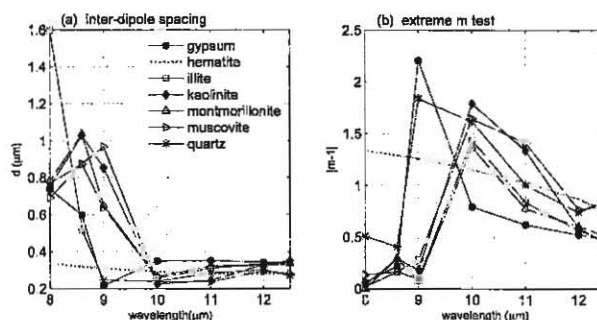 (a) inter-dipole spacing
1.6
1.4
1.2
1
0.8
0.6
0.4
0.2
d (µm)
gypsum
hematite
illite
kaolinite
montmorillonite
muscovite
quartz
8 9 10 11 12
wavelength(µm)
(b) extreme m test
2.5
2
1.5
1
0.5
0
|m-1|
8 9 10 11 12
wavelength (µm)